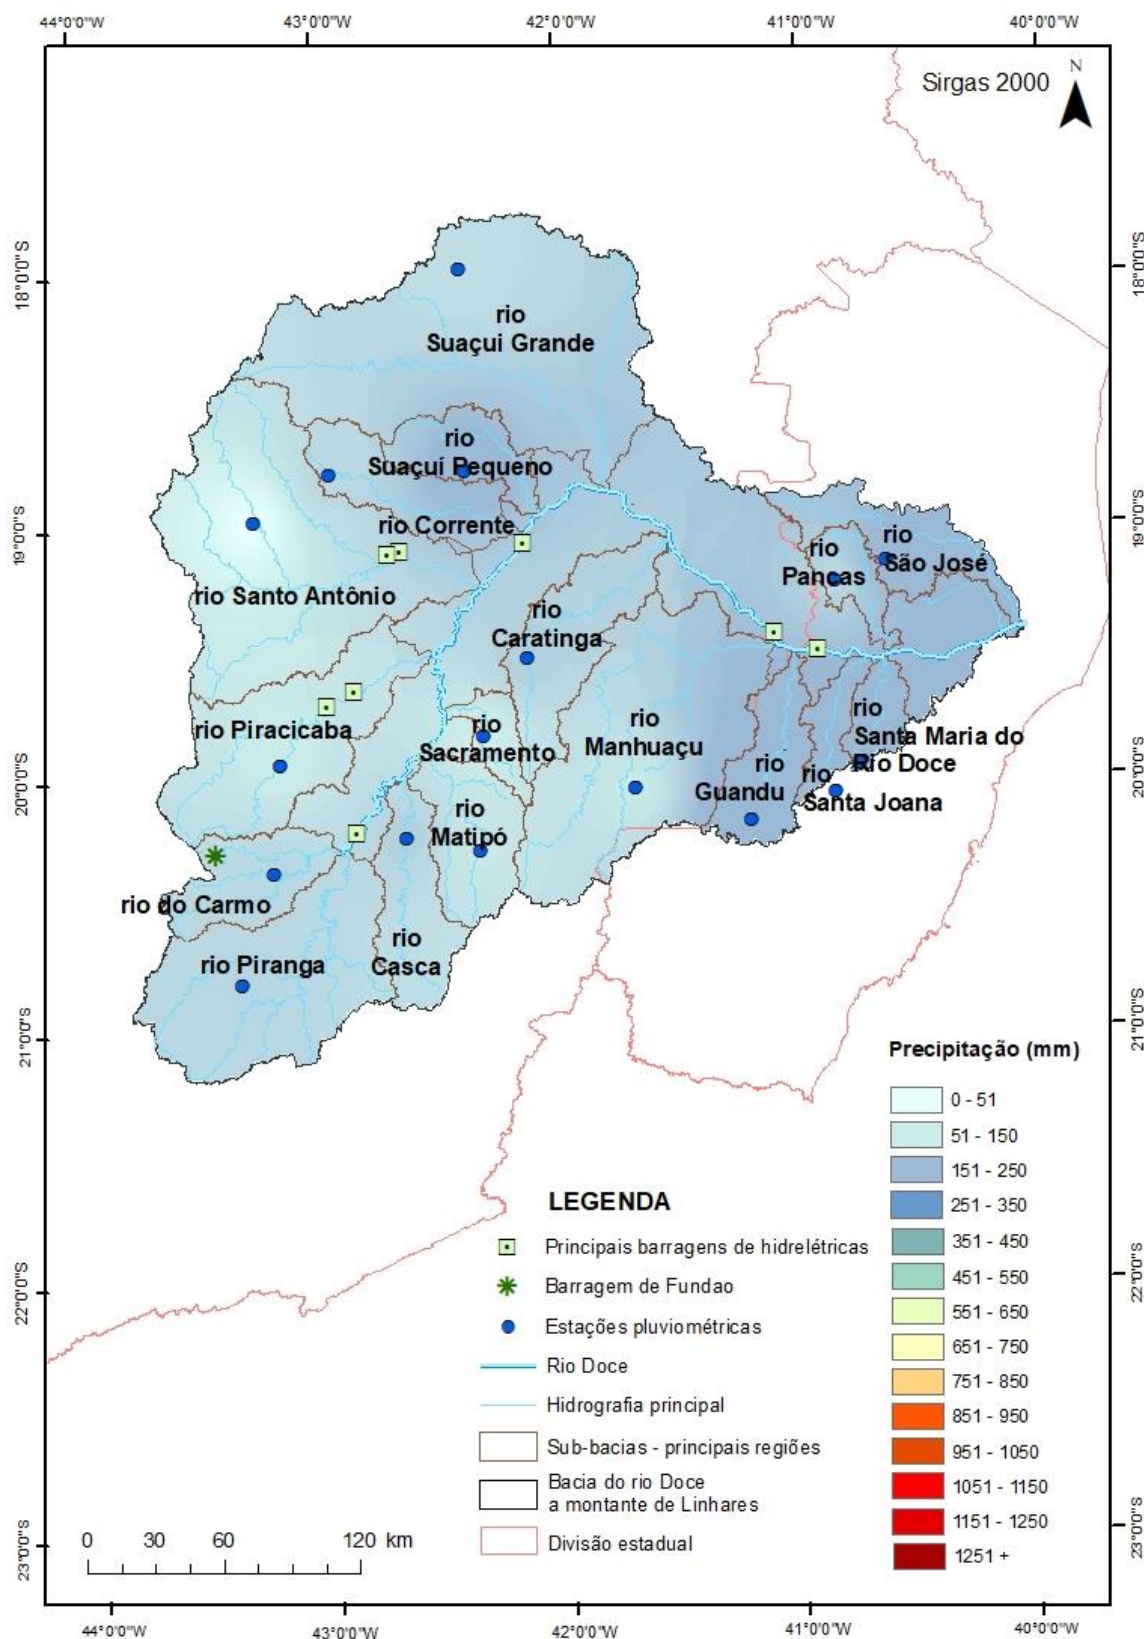 44°0'0"W 43°0'0"W 42°0'0"W 41°0'0"W 40°0'0"W
Sirgas 2000
N
18°0'0"S
18°0'0"S
rio
Suaçui Grande
rio
Suaçuí Pequeno
rio Corrente
19°0'0"S
19°0'0"S
rio
Pancas
rio
São José
rio Santo Antônio
rio
Caratinga
rio Piracicaba
rio
Sacramento
rio
Manhuaçu
rio
Santa Maria do
Rio Doce
rio
Guandu
rio
Santa Joana
20°0'0"S
20°0'0"S
rio
Matipó
rio do Carmo
rio
Casca
rio Piranga
21°0'0"S
21°0'0"S
Precipitação (mm)
0 - 51
51 - 150
151 - 250
251 - 350
351 - 450
451 - 550
551 - 650
651 - 750
751 - 850
851 - 950
951 - 1050
1051 - 1150
1151 - 1250
1251 +
LEGENDA
Principais barragens de hidrelétricas
Barragem de Fundao
Estações pluviométricas
Rio Doce
Hidrografia principal
Sub-bacias - principais regiões
Bacia do rio Doce
a montante de Linhares
Divisão estadual
22°0'0"S
22°0'0"S
0 30 60 120 km
23°0'0"S
23°0'0"S
44°0'0"W 43°0'0"W 42°0'0"W 41°0'0"W 40°0'0"W